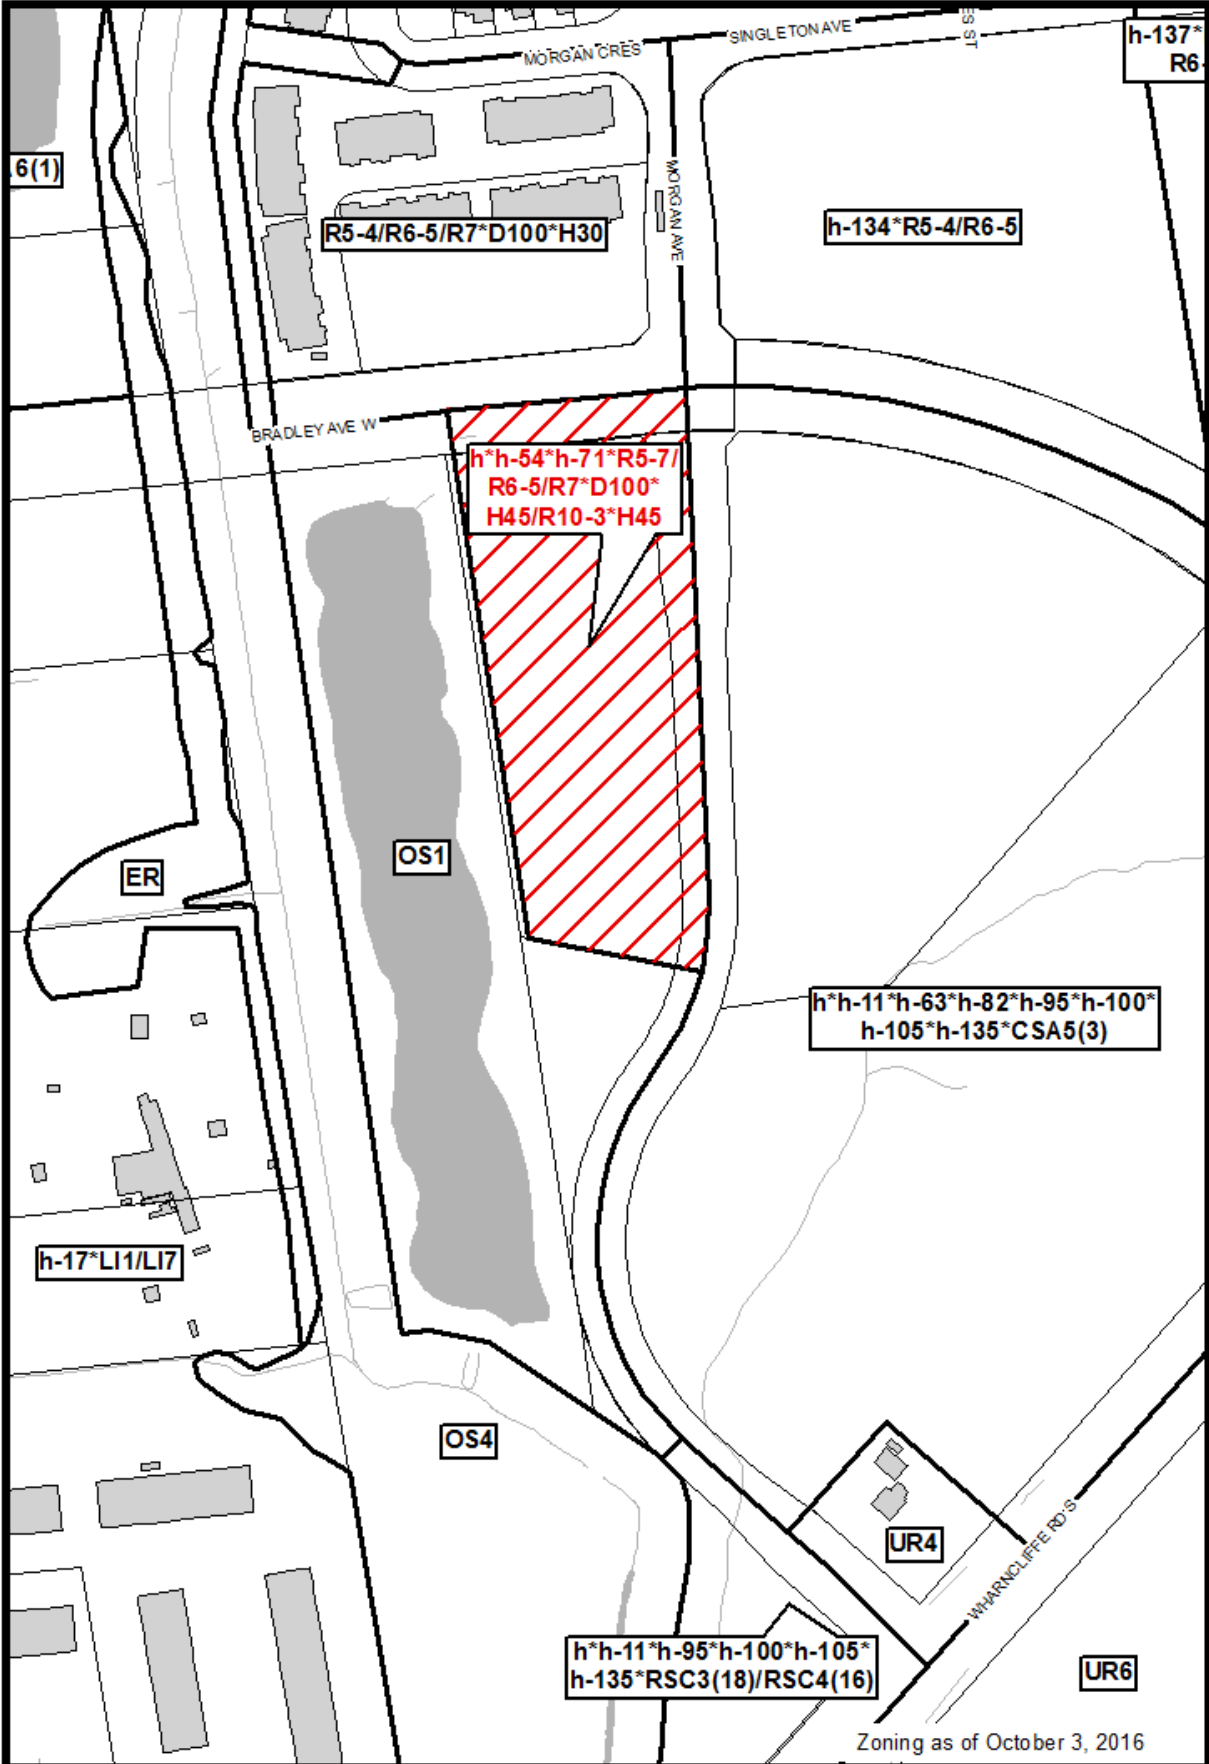 SINGLETON AVE
ES ST
h-137*
R6-
MORGAN CRES
.6(1)
MORGAN AVE
R5-4/R6-5/R7*D100*H30
h-134*R5-4/R6-5
BRADLEY AVE W
h*h-54*h-71*R5-7/
R6-5/R7*D100*
H45/R10-3*H45
OS1
ER
h*h-11*h-63*h-82*h-95*h-100*
h-105*h-135*CSA5(3)
h-17*LI1/LI7
OS4
UR4
WHARNCLIFFE RD S
h*h-11*h-95*h-100*h-105*
h-135*RSC3(18)/RSC4(16)
UR6
Zoning as of October 3, 2016